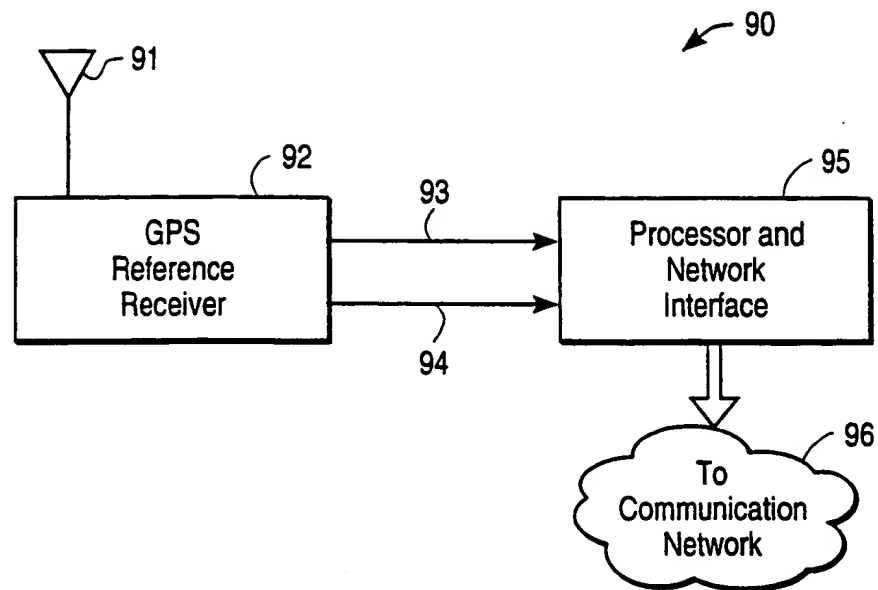 90
91
92
93
94
95
GPS
Reference
Receiver
Processor and
Network
Interface
96
To
Communication
Network